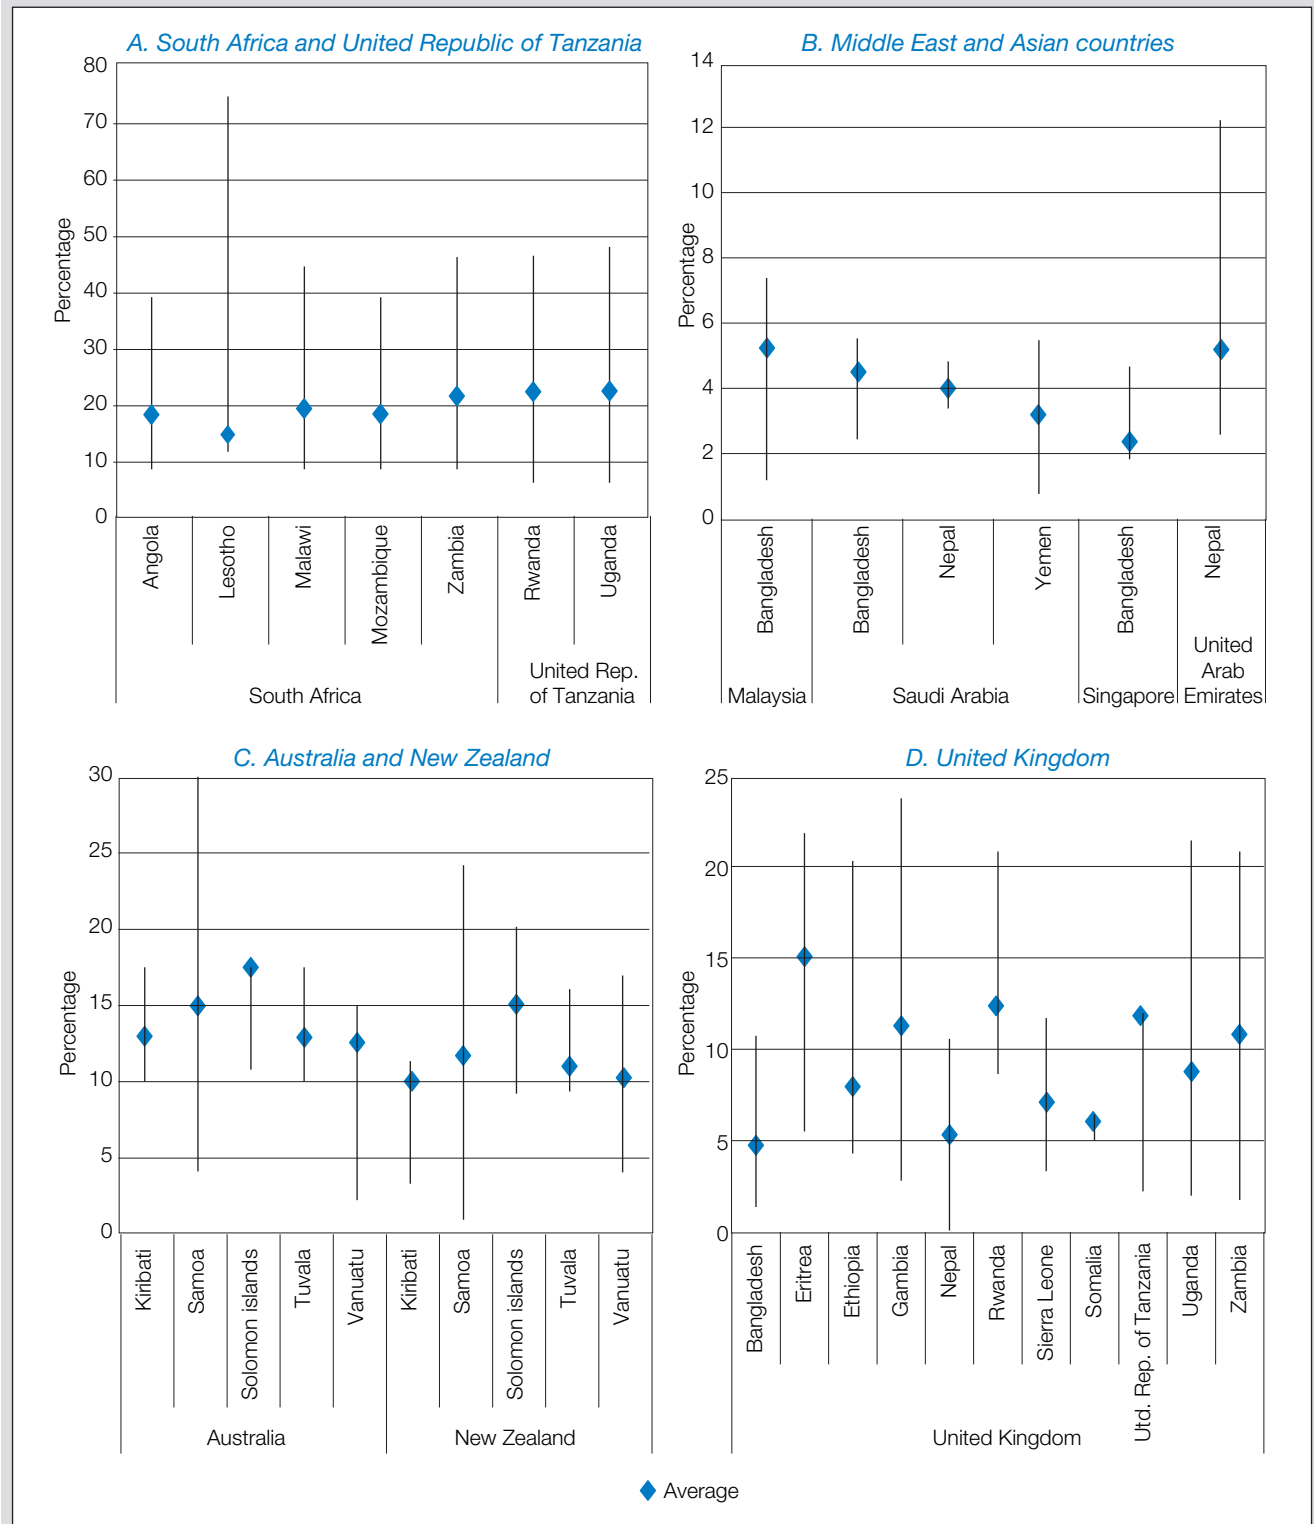 A. South Africa and United Republic of Tanzania
80
70
60
50
40
30
20
10
0
Percentage
Angola
Lesotho
Malawi
Mozambique
Zambia
Rwanda
Uganda
South Africa
United Rep.
of Tanzania
B. Middle East and Asian countries
14
12
10
8
6
4
2
0
Percentage
Bangladesh
Bangladesh
Nepal
Yemen
Bangladesh
Nepal
Malaysia
Saudi Arabia
Singapore
United
Arab
Emirates
C. Australia and New Zealand
30
25
20
15
10
5
0
Percentage
Kiribati
Samoa
Solomon islands
Tuvala
Vanuatu
Kiribati
Samoa
Solomon islands
Tuvala
Vanuatu
Australia
New Zealand
D. United Kingdom
25
20
15
10
5
0
Percentage
Bangladesh
Eritrea
Ethiopia
Gambia
Nepal
Rwanda
Sierra Leone
Somalia
Utd. Rep. of Tanzania
Uganda
Zambia
United Kingdom
Average